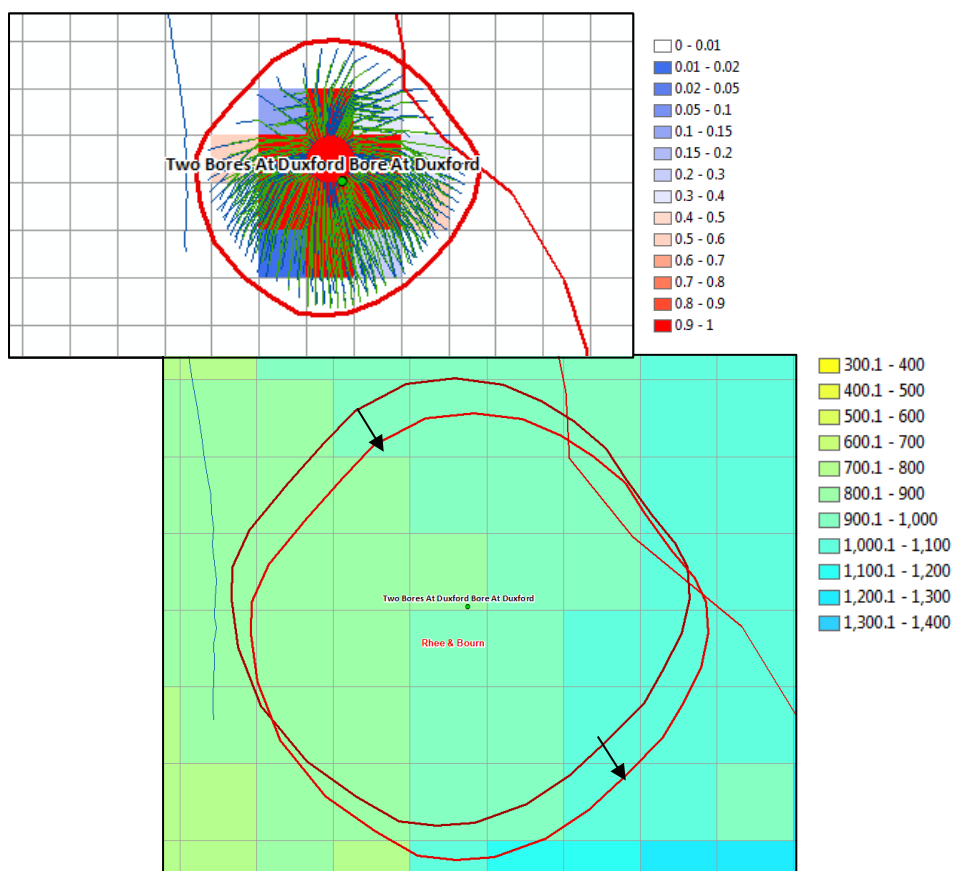 Two Bores At Duxford Bore At Duxford
0 - 0.01
0.01 - 0.02
0.02 - 0.05
0.05 - 0.1
0.1 - 0.15
0.15 - 0.2
0.2 - 0.3
0.3 - 0.4
0.4 - 0.5
0.5 - 0.6
0.6 - 0.7
0.7 - 0.8
0.8 - 0.9
0.9 - 1
Two Bores At Duxford Bore At Duxford
Rhee & Bourn
300.1 - 400
400.1 - 500
500.1 - 600
600.1 - 700
700.1 - 800
800.1 - 900
900.1 - 1,000
1,000.1 - 1,100
1,100.1 - 1,200
1,200.1 - 1,300
1,300.1 - 1,400